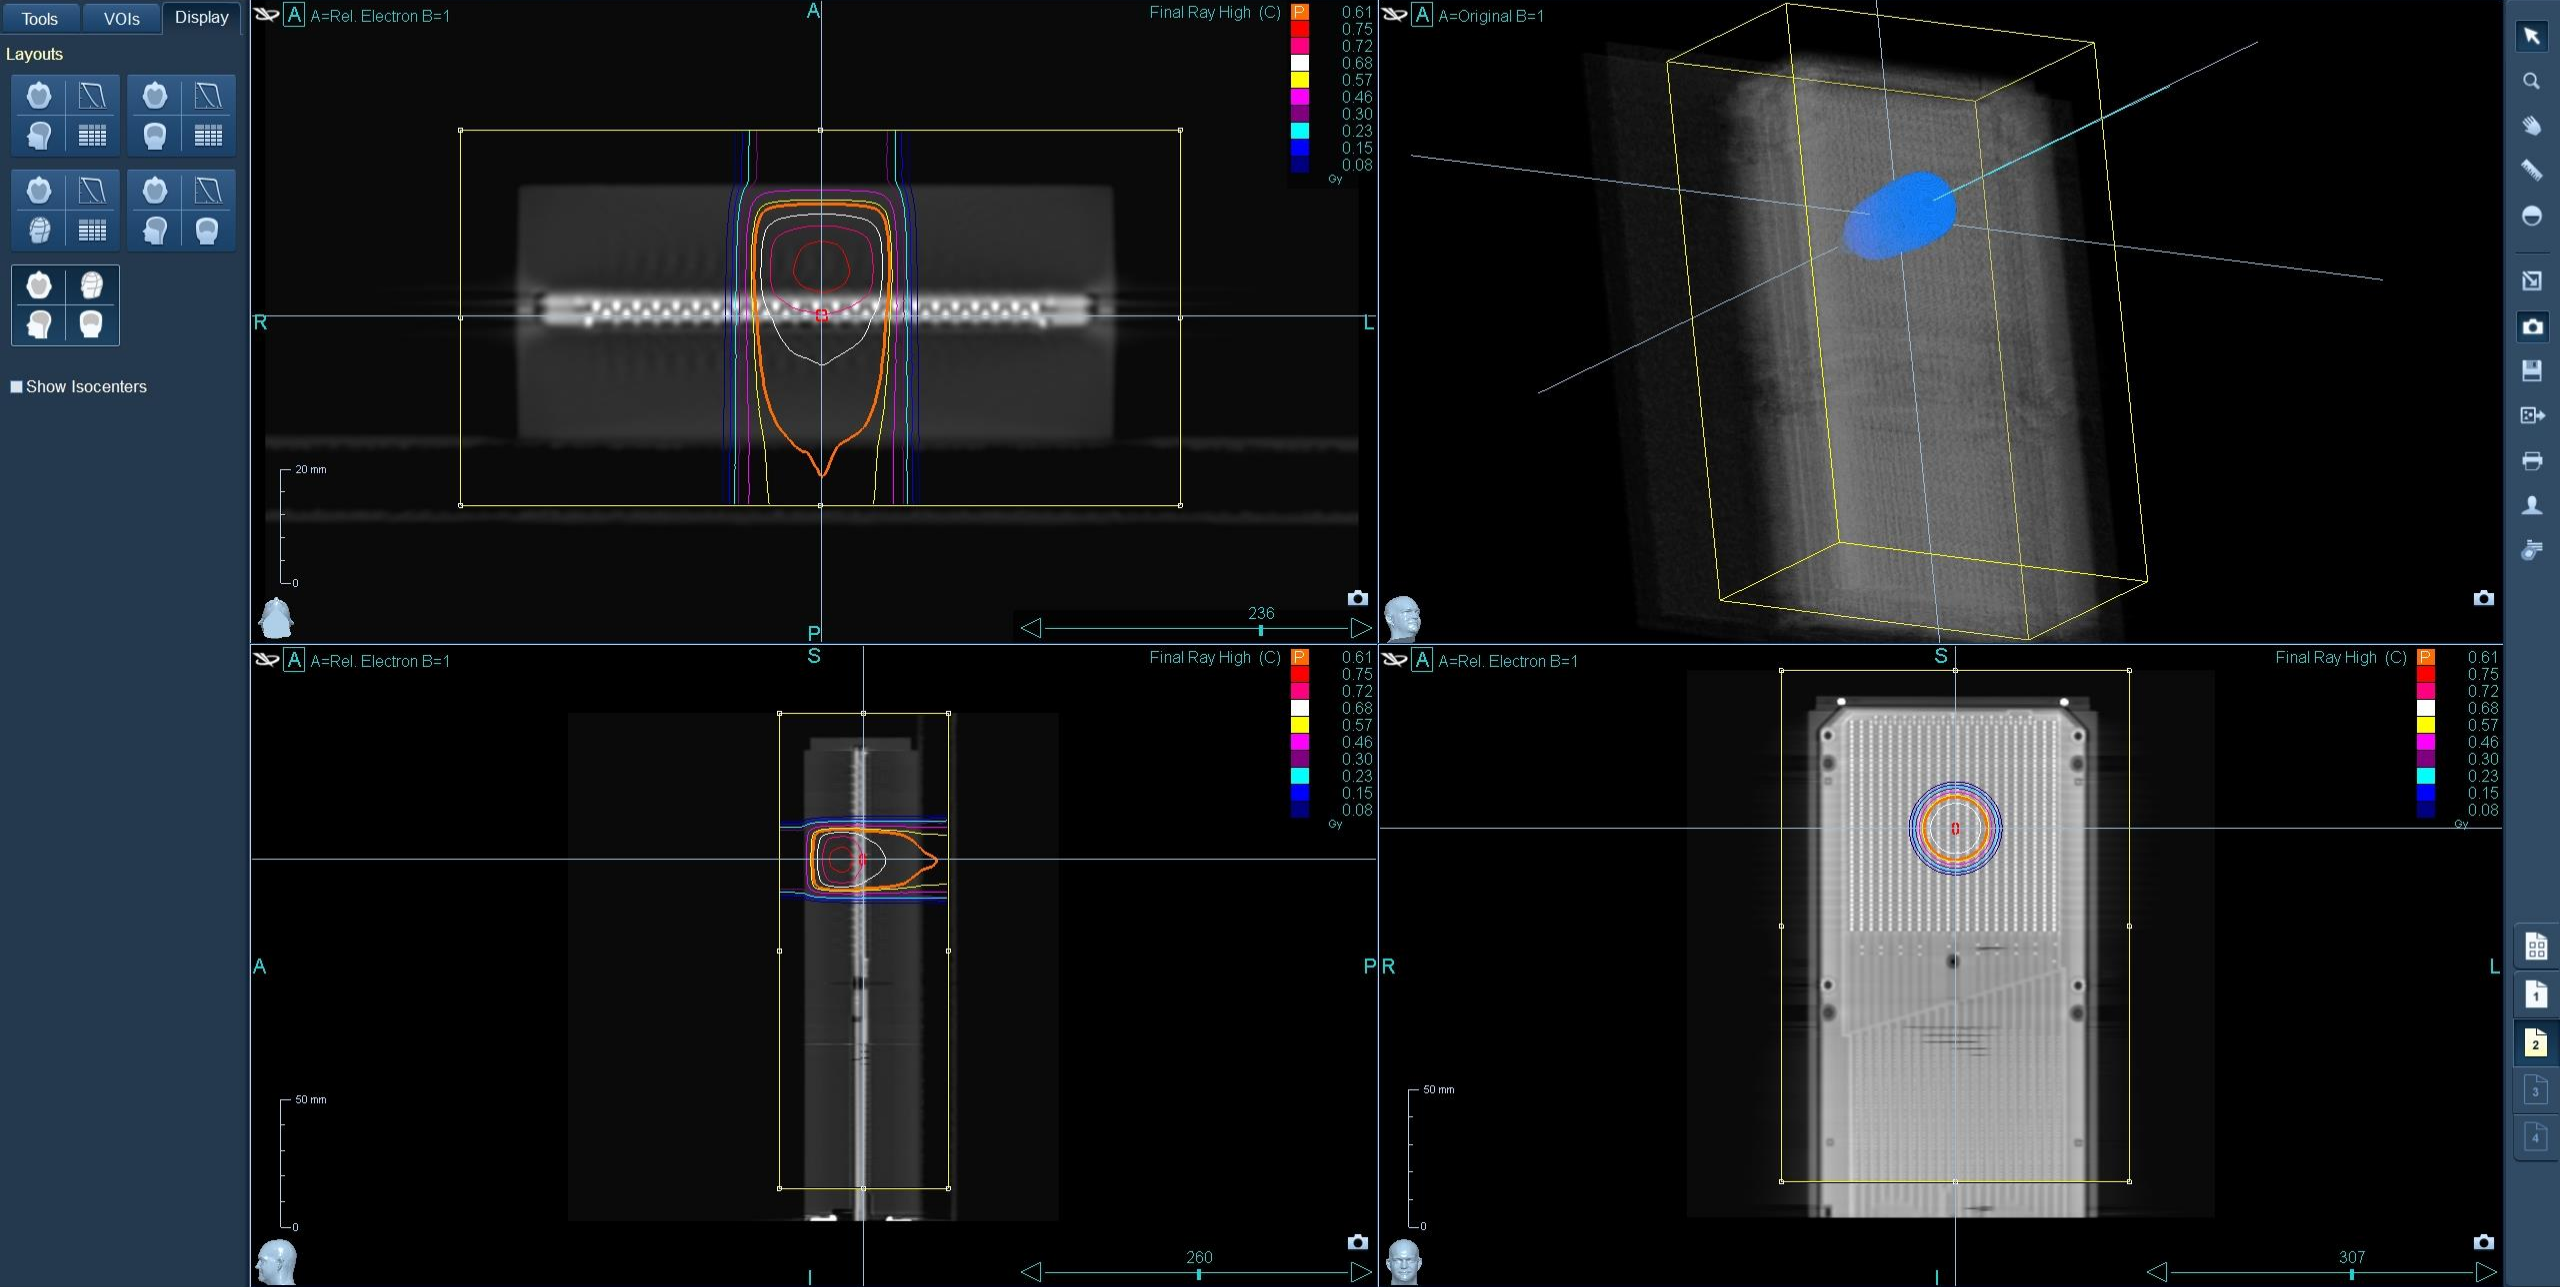 Tools VOIs Display
Layouts
Show Isocenters
A A=Rel. Electron B=1
A
Final Ray High (C) P 0.61
0.75
0.72
0.68
0.57
0.46
0.30
0.23
0.15
0.08
Gy
R
L
20 mm
0
P
236
A A=Original B=1
A A=Rel. Electron B=1
S
Final Ray High (C) P 0.61
0.75
0.72
0.68
0.57
0.46
0.30
0.23
0.15
0.08
Gy
A
P
50 mm
0
I
260
A A=Rel. Electron B=1
S
Final Ray High (C) P 0.61
0.75
0.72
0.68
0.57
0.46
0.30
0.23
0.15
0.08
Gy
R
L
50 mm
0
I
307
1
2
3
4